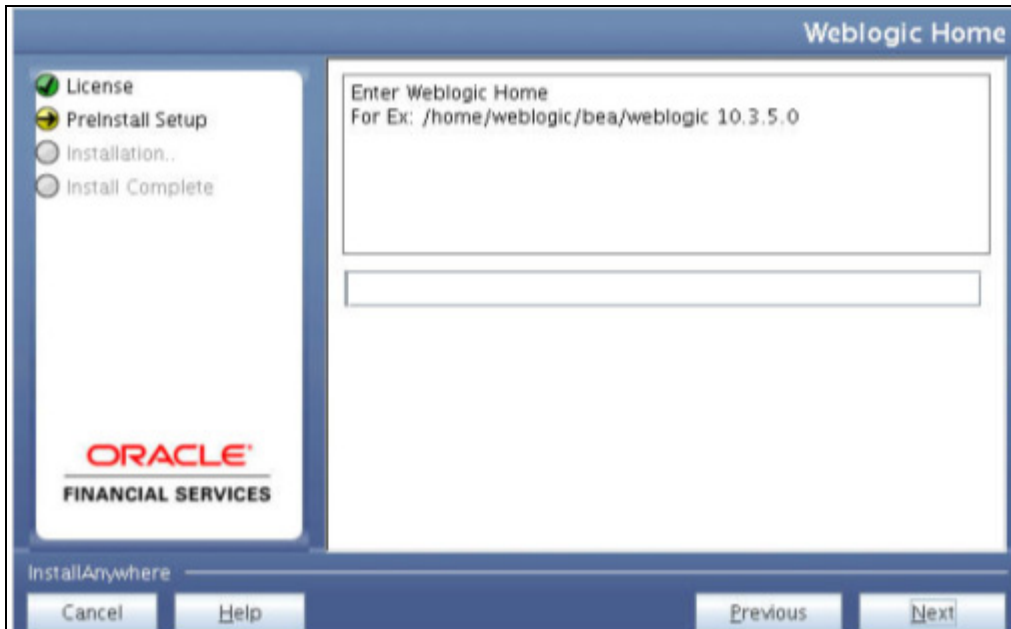 Weblogic Home
License
PreInstall Setup
Installation..
Install Complete
Enter Weblogic Home
For Ex: /home/weblogic/bea/weblogic 10.3.5.0
ORACLE
FINANCIAL SERVICES
InstallAnywhere
Cancel
Help
Previous
Next